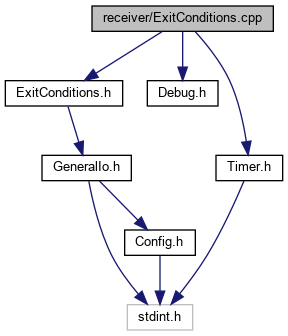 receiver/ExitConditions.cpp
ExitConditions.h
Debug.h
GeneralIo.h
Timer.h
Config.h
stdint.h